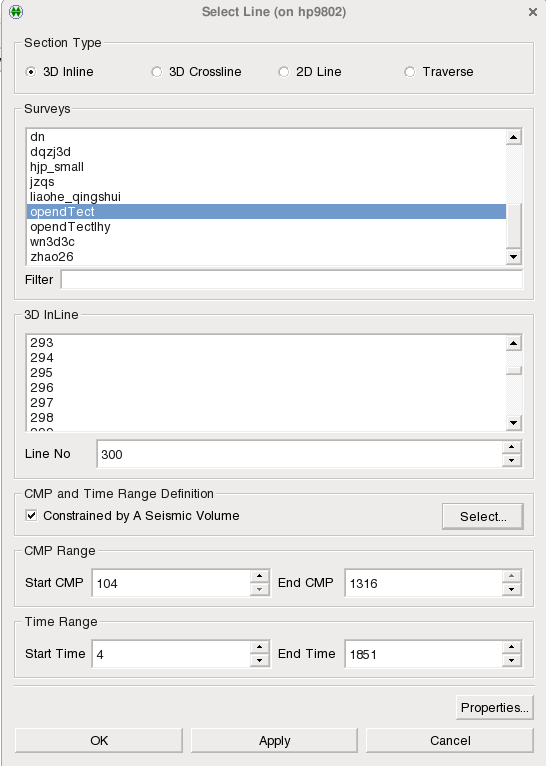 Select Line (on hp9802)
Section Type
3D Inline 3D Crossline 2D Line Traverse
Surveys
dn
dqzj3d
hjp_small
jzqs
liaohe_qingshui
opendTect
opendTectlhy
wn3d3c
zhao26
Filter
3D InLine
293
294
295
296
297
298
Line No 300
CMP and Time Range Definition
Constrained by A Seismic Volume Select...
CMP Range
Start CMP 104 End CMP 1316
Time Range
Start Time 4 End Time 1851
Properties...
OK Apply Cancel